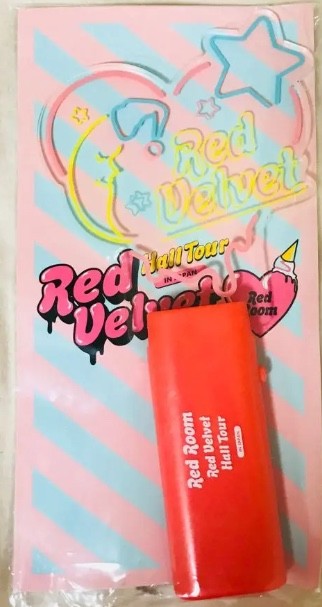 Red
Velvet
Hall Tour
IN JAPAN
Red
Velvet
Red
Room
Red Room
Red Velvet
Hall Tour